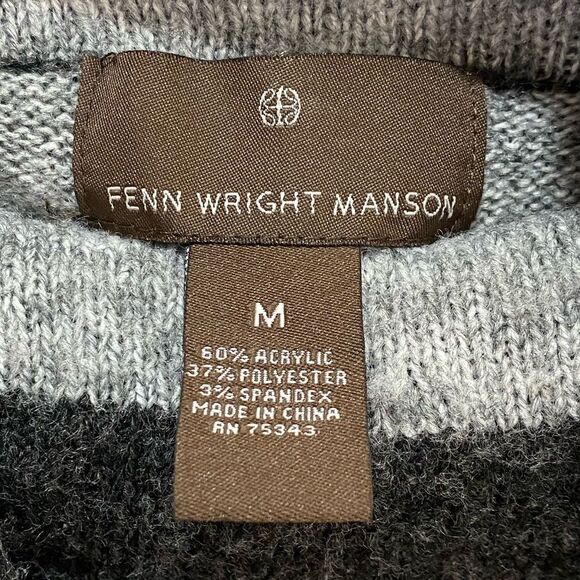 FENN WRIGHT MANSON
M
60% ACRYLIC
37% POLYESTER
3% SPANDEX
MADE IN CHINA
RN 75343